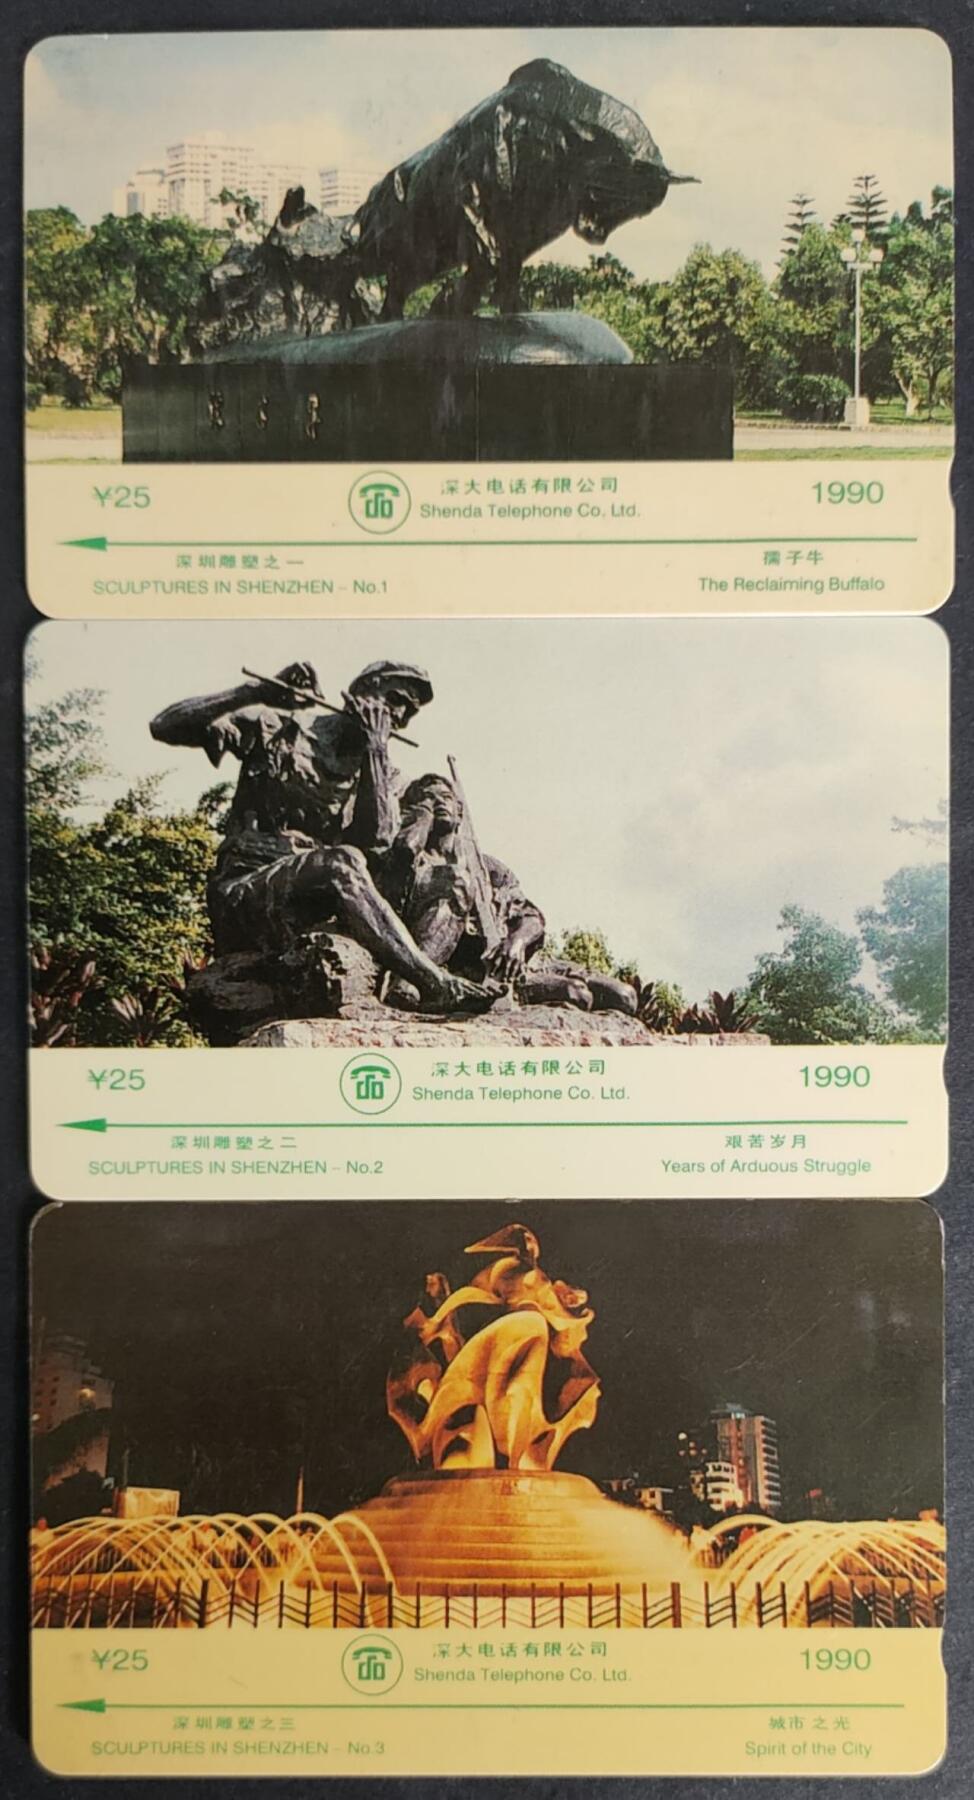 ¥25
深大电话有限公司
Shenda Telephone Co. Ltd.
1990
深圳雕塑之一
SCULPTURES IN SHENZHEN – No.1
孺子牛
The Reclaiming Buffalo
¥25
深大电话有限公司
Shenda Telephone Co. Ltd.
1990
深圳雕塑之二
SCULPTURES IN SHENZHEN – No.2
艰苦岁月
Years of Arduous Struggle
¥25
深大电话有限公司
Shenda Telephone Co. Ltd.
1990
深圳雕塑之三
SCULPTURES IN SHENZHEN – No.3
城市之光
Spirit of the City